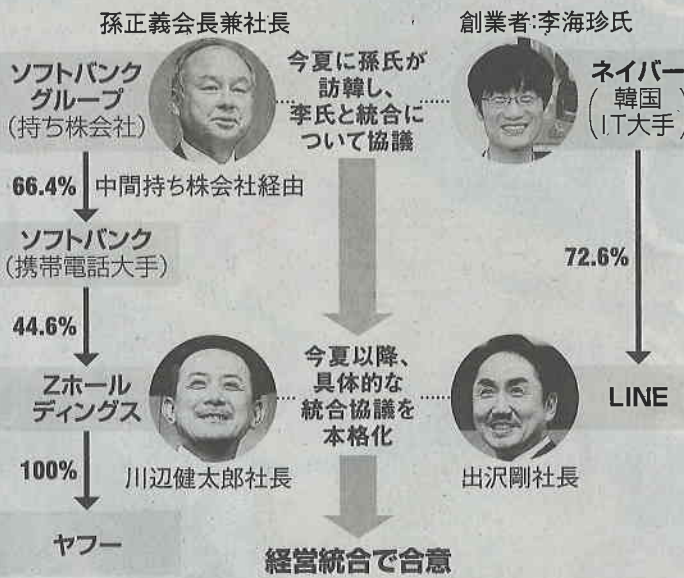 孫正義会長兼社長
創業者:李海珍氏
ソフトバンク
グループ
(持ち株会社)
今夏に孫氏が
訪韓し、
李氏と統合に
ついて協議
ネイバー
(韓国
I.T大手)
66.4%
中間持ち株会社経由
ソフトバンク
(携帯電話大手)
72.6%
44.6%
Zホール
ディングス
今夏以降、
具体的な
統合協議を
本格化
LINE
100%
川辺健太郎社長
出沢剛社長
ヤフー
経営統合で合意